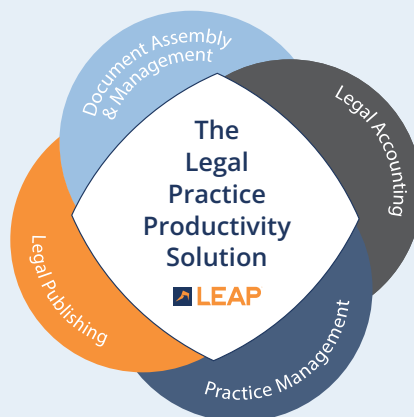 Document Assembly
& Management
Legal Accounting
The
Legal
Practice
Productivity
Solution
LEAP
Legal Publishing
Practice Management